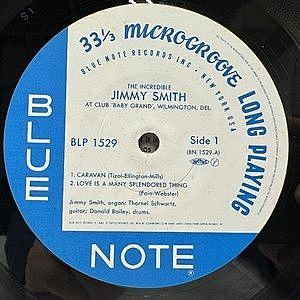 33⅓ MICROGROOVE LONG PLAYING
BLUE NOTE RECORDS INC · NEW YORK USA
THE INCREDIBLE
JIMMY SMITH
AT CLUB 'BABY GRAND', WILMINGTON, DEL.
BLP 1529
Side 1
(BN 1529-A)
1. CARAVAN (Tizol-Ellington-Mills)
2. LOVE IS A MANY SPLENDORED THING
(Fain-Webster)
Jimmy Smith, organ; Thornel Schwartz,
guitar; Donald Bailey, drums.
BLUE
NOTE